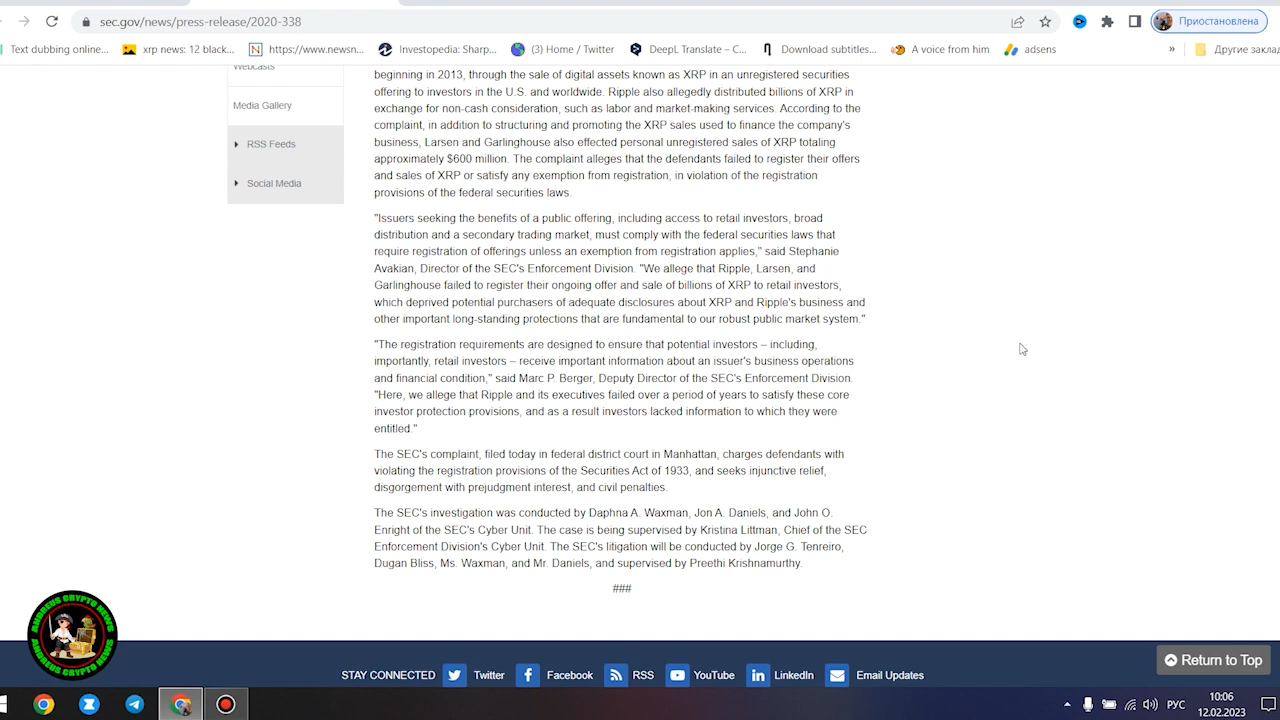 sec.gov/news/press-release/2020-338
Приостановлена
Text dubbing online...
xrp news: 12 black...
https://www.newsn...
Investopedia: Sharp...
(3) Home / Twitter
DeepL Translate – C...
Download subtitles...
A voice from him
adsens
»
Другие заклад
Webcasts
Media Gallery
RSS Feeds
Social Media
beginning in 2013, through the sale of digital assets known as XRP in an unregistered securities
offering to investors in the U.S. and worldwide. Ripple also allegedly distributed billions of XRP in
exchange for non-cash consideration, such as labor and market-making services. According to the
complaint, in addition to structuring and promoting the XRP sales used to finance the company's
business, Larsen and Garlinghouse also effected personal unregistered sales of XRP totaling
approximately $600 million. The complaint alleges that the defendants failed to register their offers
and sales of XRP or satisfy any exemption from registration, in violation of the registration
provisions of the federal securities laws.
"Issuers seeking the benefits of a public offering, including access to retail investors, broad
distribution and a secondary trading market, must comply with the federal securities laws that
require registration of offerings unless an exemption from registration applies," said Stephanie
Avakian, Director of the SEC's Enforcement Division. "We allege that Ripple, Larsen, and
Garlinghouse failed to register their ongoing offer and sale of billions of XRP to retail investors,
which deprived potential purchasers of adequate disclosures about XRP and Ripple's business and
other important long-standing protections that are fundamental to our robust public market system."
"The registration requirements are designed to ensure that potential investors – including,
importantly, retail investors – receive important information about an issuer's business operations
and financial condition," said Marc P. Berger, Deputy Director of the SEC's Enforcement Division.
"Here, we allege that Ripple and its executives failed over a period of years to satisfy these core
investor protection provisions, and as a result investors lacked information to which they were
entitled."
The SEC's complaint, filed today in federal district court in Manhattan, charges defendants with
violating the registration provisions of the Securities Act of 1933, and seeks injunctive relief,
disgorgement with prejudgment interest, and civil penalties.
The SEC's investigation was conducted by Daphna A. Waxman, Jon A. Daniels, and John O.
Enright of the SEC's Cyber Unit. The case is being supervised by Kristina Littman, Chief of the SEC
Enforcement Division's Cyber Unit. The SEC's litigation will be conducted by Jorge G. Tenreiro,
Dugan Bliss, Ms. Waxman, and Mr. Daniels, and supervised by Preethi Krishnamurthy.
###
ANDREUS CRYPTO NEWS
ANDREUS CRYPTO NEWS
Return to Top
STAY CONNECTED
Twitter
Facebook
RSS
YouTube
LinkedIn
Email Updates
РУС
10:06
12.02.2023